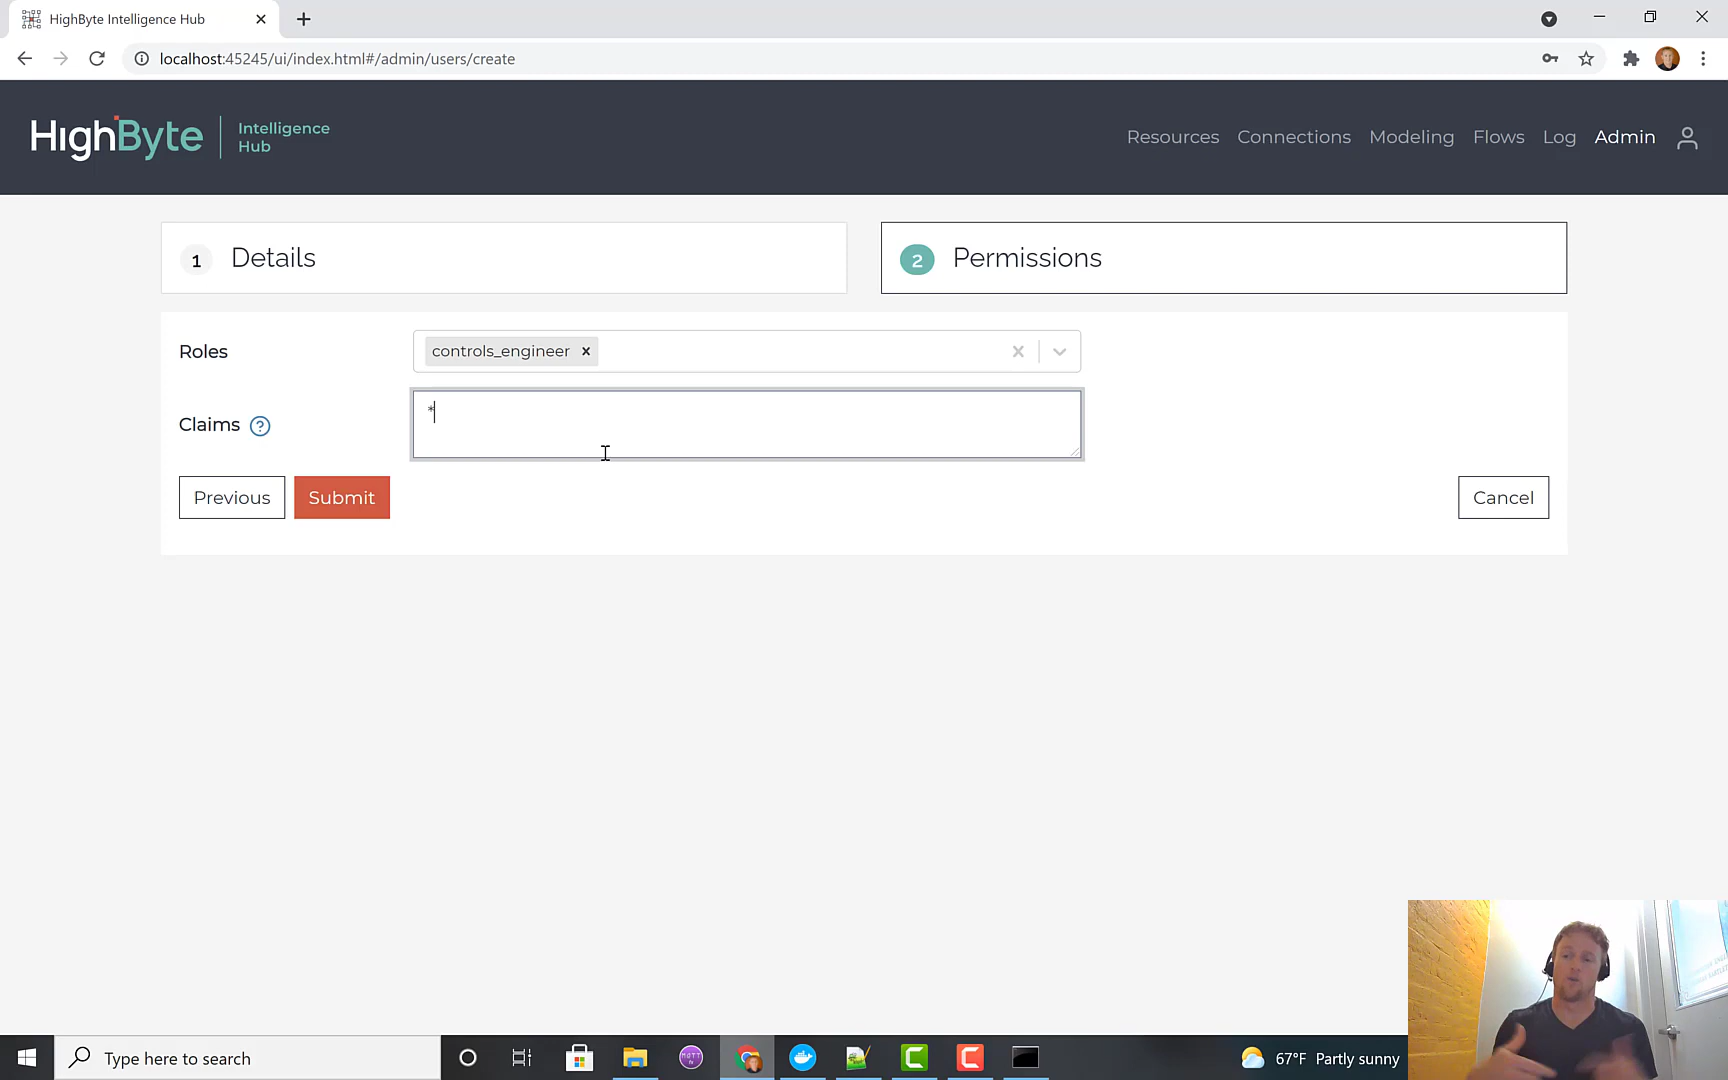 HighByte Intelligence Hub
localhost:45245/ui/index.html#/admin/users/create
HighByte
Intelligence
Hub
Resources Connections Modeling Flows Log Admin
1 Details
2 Permissions
Roles
controls_engineer
Claims ?
*
Previous Submit Cancel
Type here to search
67°F Partly sunny